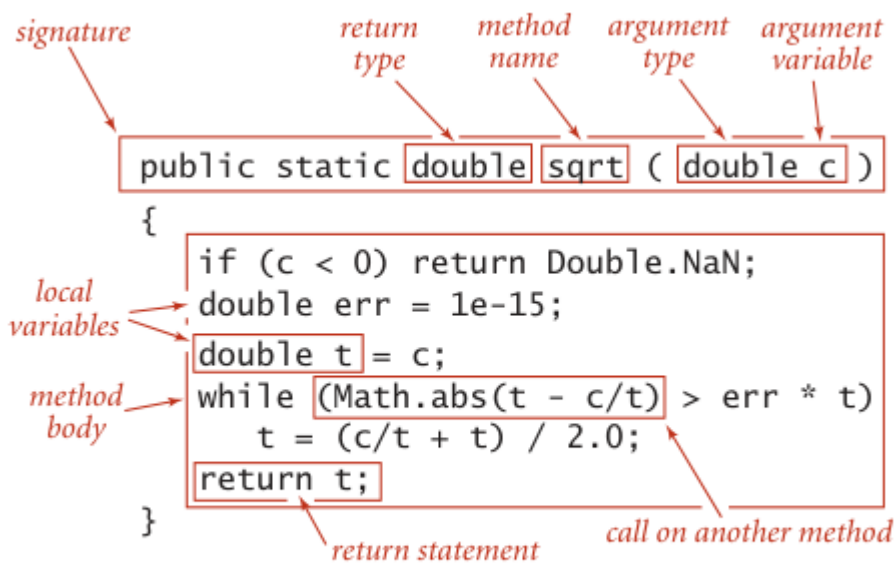 signature
return type
method name
argument type
argument variable
public static double sqrt ( double c )
{
if (c < 0) return Double.NaN;
local variables
double err = 1e-15;
double t = c;
method body
while (Math.abs(t - c/t) > err * t)
t = (c/t + t) / 2.0;
return t;
}
return statement
call on another method